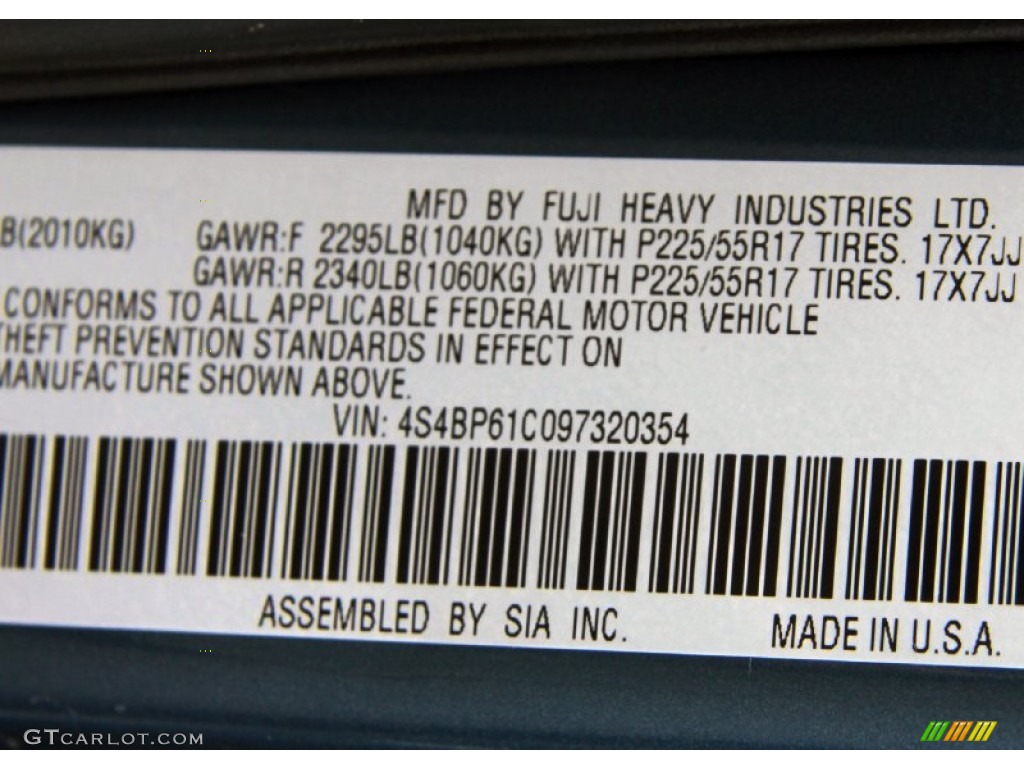 MFD BY FUJI HEAVY INDUSTRIES LTD.
B(2010KG) GAWR:F 2295LB(1040KG) WITH P225/55R17 TIRES. 17X7JJ
GAWR:R 2340LB(1060KG) WITH P225/55R17 TIRES. 17X7JJ
CONFORMS TO ALL APPLICABLE FEDERAL MOTOR VEHICLE
THEFT PREVENTION STANDARDS IN EFFECT ON
MANUFACTURE SHOWN ABOVE.
VIN: 4S4BP61C097320354
ASSEMBLED BY SIA INC.
MADE IN U.S.A.
GTCARLOT.COM